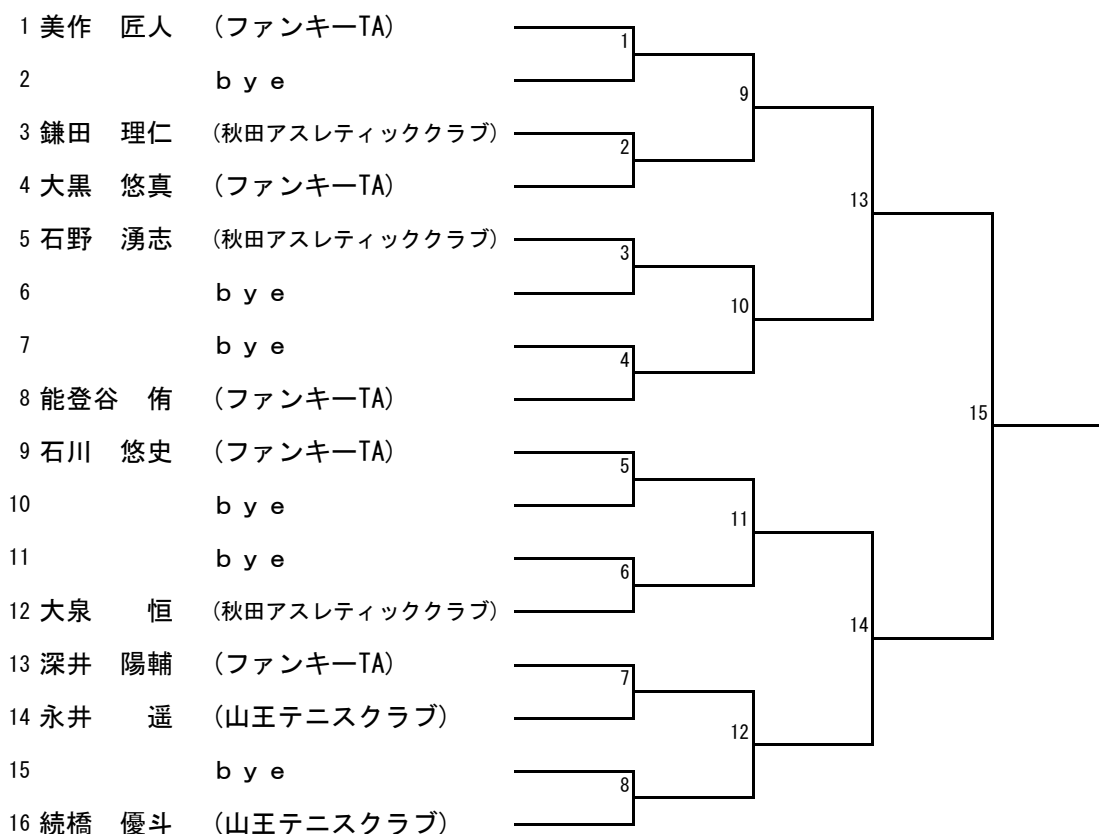 1 美作　匠人 (ファンキーTA)
1
2 ｂｙｅ
9
3 鎌田　理仁 (秋田アスレティッククラブ)
2
4 大黒　悠真 (ファンキーTA)
13
5 石野　湧志 (秋田アスレティッククラブ)
3
6 ｂｙｅ
10
7 ｂｙｅ
4
8 能登谷　侑 (ファンキーTA)
15
9 石川　悠史 (ファンキーTA)
5
10 ｂｙｅ
11
11 ｂｙｅ
6
12 大泉　　恒 (秋田アスレティッククラブ)
14
13 深井　陽輔 (ファンキーTA)
7
14 永井　　遥 (山王テニスクラブ)
12
15 ｂｙｅ
8
16 続橋　優斗 (山王テニスクラブ)